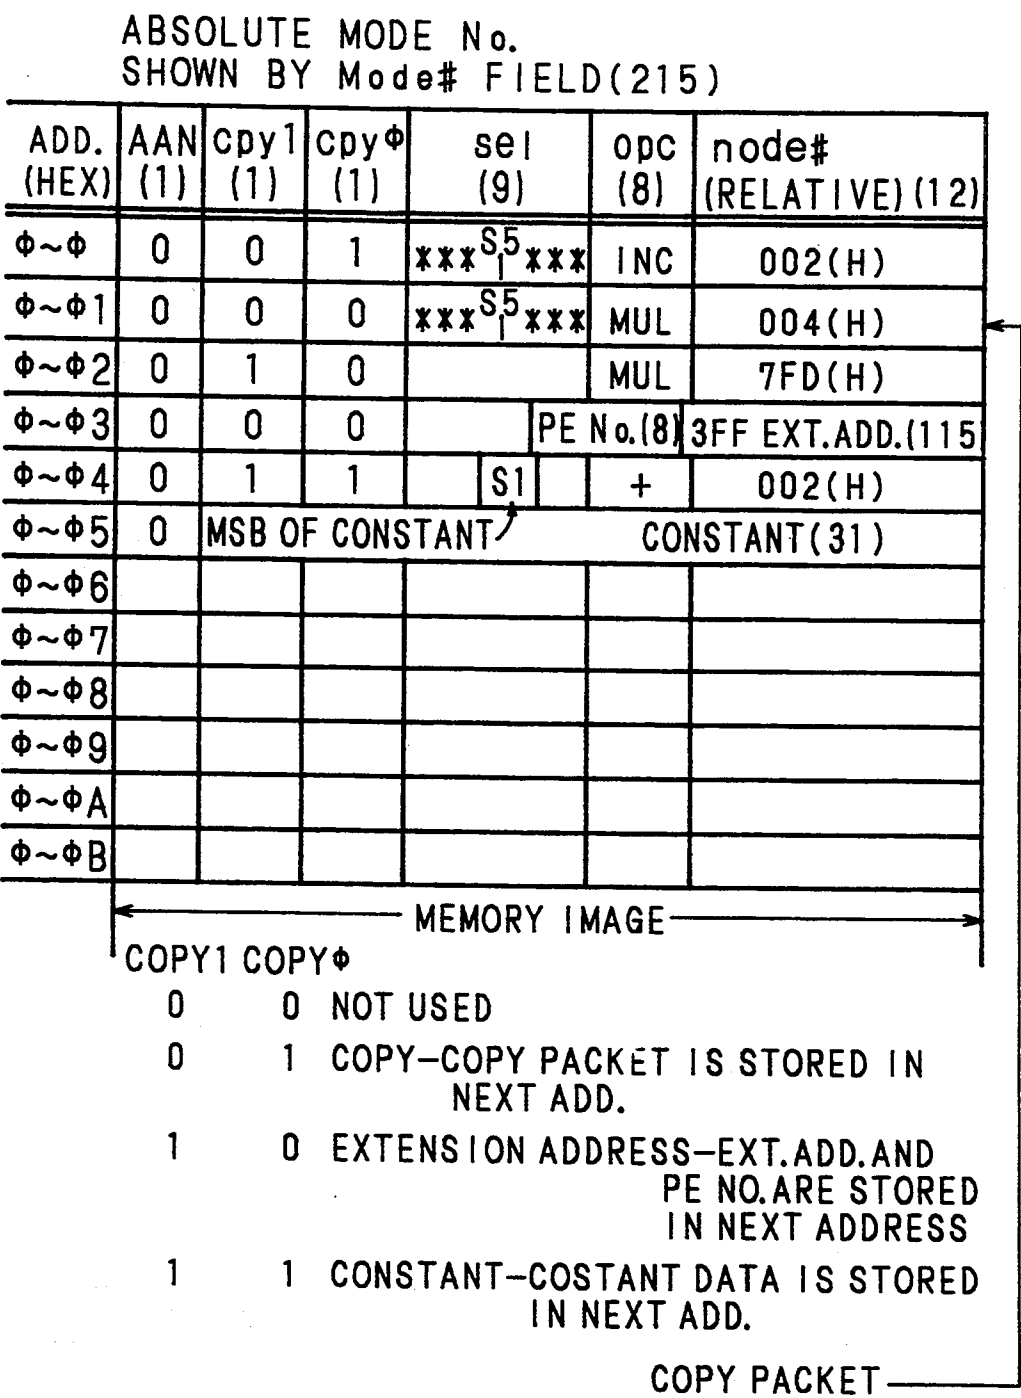 ABSOLUTE MODE No.
SHOWN BY Mode# FIELD(215)
ADD. (HEX) AAN (1) cpy1 (1) cpyΦ (1) sel (9) opc (8) node# (RELATIVE)(12)
Φ~Φ 0 0 1 ***S5*** INC 002(H)
Φ~Φ1 0 0 0 ***S5*** MUL 004(H)
Φ~Φ2 0 1 0 MUL 7FD(H)
Φ~Φ3 0 0 0 PE No.(8) 3FF EXT.ADD.(115
Φ~Φ4 0 1 1 S1 + 002(H)
Φ~Φ5 0 MSB OF CONSTANT CONSTANT(31)
Φ~Φ6
Φ~Φ7
Φ~Φ8
Φ~Φ9
Φ~ΦA
Φ~ΦB
MEMORY IMAGE
COPY1 COPYΦ
0 0 NOT USED
0 1 COPY-COPY PACKET IS STORED IN
NEXT ADD.
1 0 EXTENSION ADDRESS-EXT.ADD.AND
PE NO.ARE STORED
IN NEXT ADDRESS
1 1 CONSTANT-COSTANT DATA IS STORED
IN NEXT ADD.
COPY PACKET